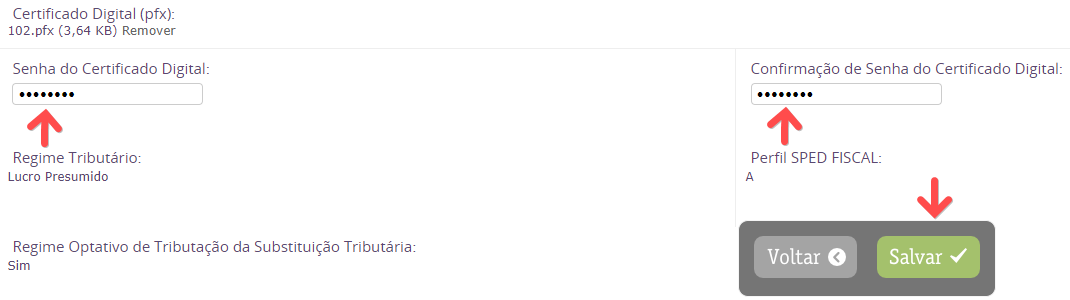 Certificado Digital (pfx):
102.pfx (3,64 KB) Remover
Senha do Certificado Digital:
Confirmação de Senha do Certificado Digital:
••••••••
••••••••
Regime Tributário:
Perfil SPED FISCAL:
Lucro Presumido
A
Regime Optativo de Tributação da Substituição Tributária:
Sim
Voltar
Salvar